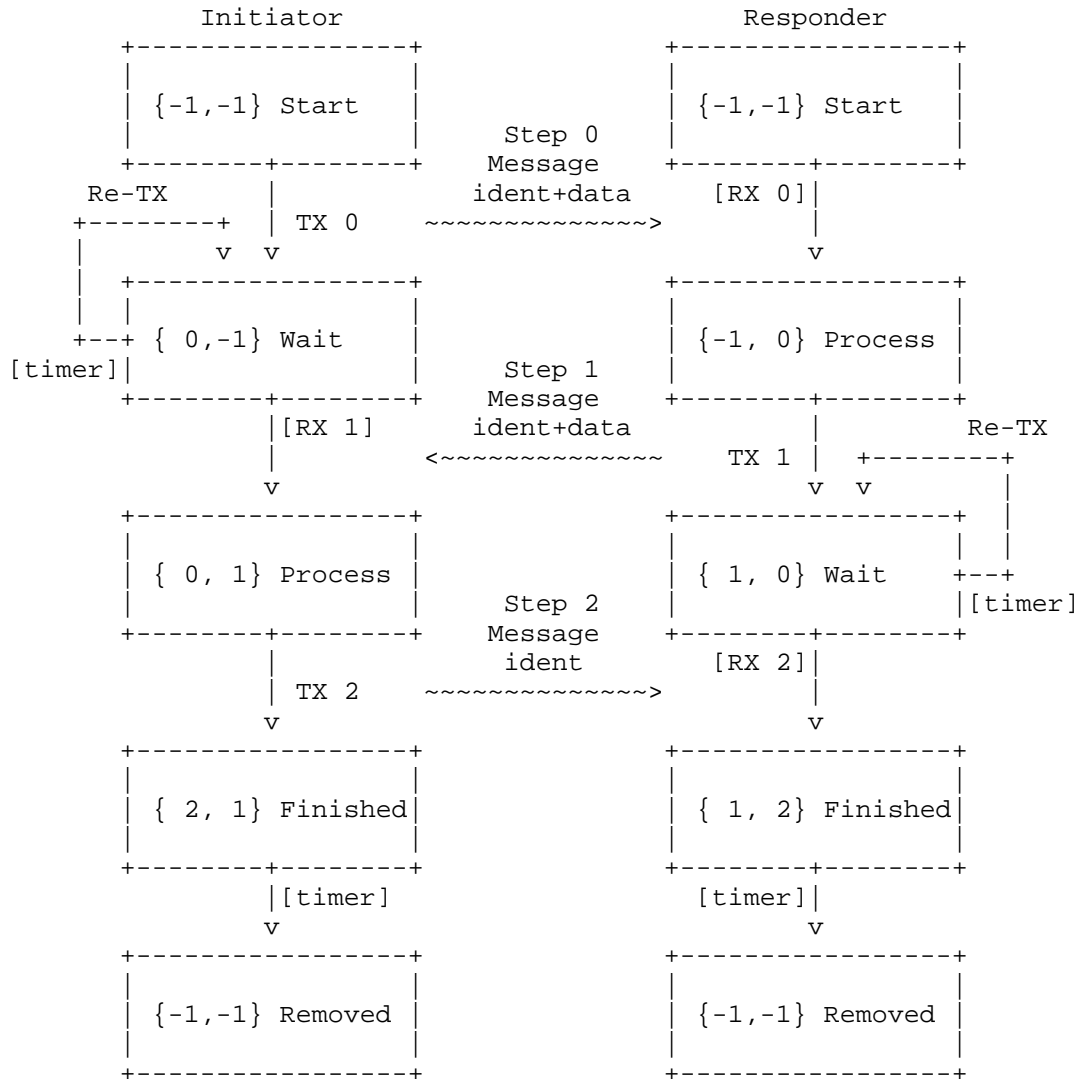 Initiator Responder
{-1,-1} Start {-1,-1} Start
Step 0
Message
Re-TX ident+data [RX 0]
TX 0 ~~~~~~~~~~~~~~>
{ 0,-1} Wait {-1, 0} Process
[timer] Step 1
Message
[RX 1] ident+data Re-TX
<~~~~~~~~~~~~~~ TX 1
{ 0, 1} Process { 1, 0} Wait
Step 2 [timer]
Message
ident [RX 2]
TX 2 ~~~~~~~~~~~~~~>
{ 2, 1} Finished { 1, 2} Finished
[timer] [timer]
{-1,-1} Removed {-1,-1} Removed